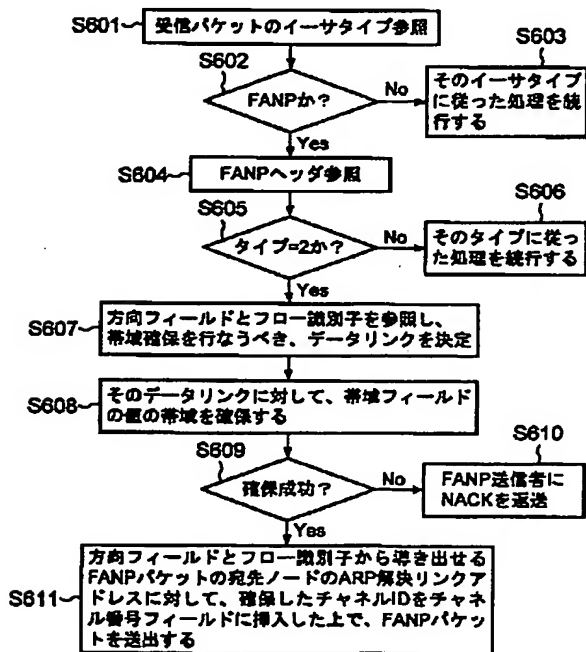 S601
受信パケットのイーサタイプ参照
S602
FANPか？
No
S603
そのイーサタイプ
に従った処理を続
行する
Yes
S604
FANPヘッダ参照
S605
タイプ=2か？
No
S606
そのタイプに従っ
た処理を続行する
Yes
S607
方向フィールドとフロー識別子を参照し、
帯域確保を行なうべき、データリンクを決定
S608
そのデータリンクに対して、帯域フィールド
の値の帯域を確保する
S609
確保成功？
No
S610
FANP送信者に
NACKを返送
Yes
S611
方向フィールドとフロー識別子から導き出せる
FANPパケットの宛先ノードのARP解決リンクア
ドレスに対して、確保したチャネルIDをチャネ
ル番号フィールドに挿入した上で、FANPパケッ
トを送出する